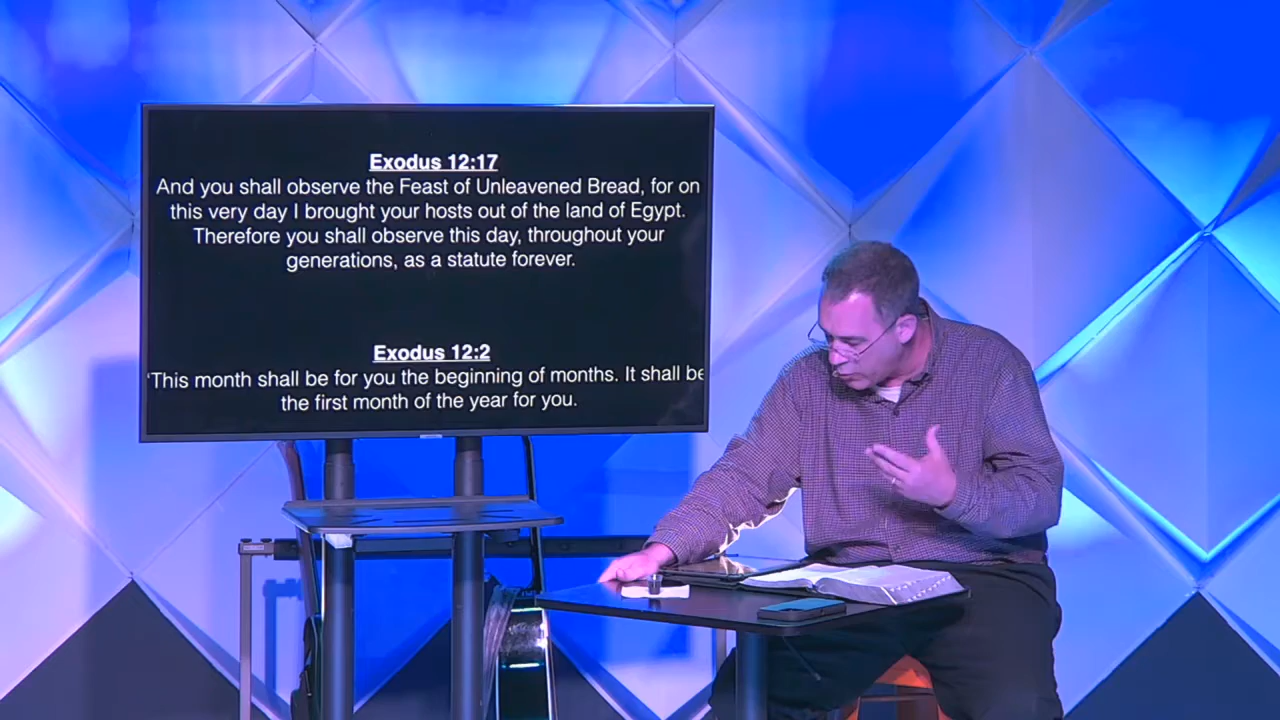 Exodus 12:17
And you shall observe the Feast of Unleavened Bread, for on
this very day I brought your hosts out of the land of Egypt.
Therefore you shall observe this day, throughout your
generations, as a statute forever.
Exodus 12:2
'This month shall be for you the beginning of months. It shall be
the first month of the year for you.